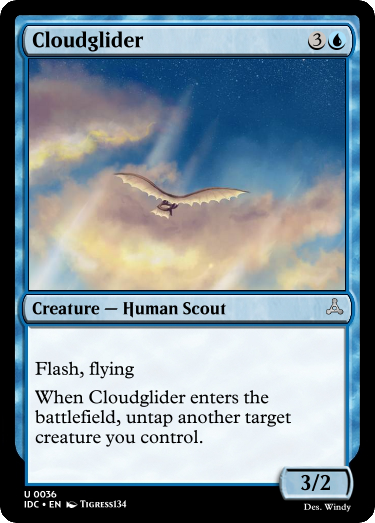 Cloudglider 3
Creature — Human Scout
Flash, flying
When Cloudglider enters the
battlefield, untap another target
creature you control.
3/2
U 0036
IDC • EN Tigress134
Des. Windy